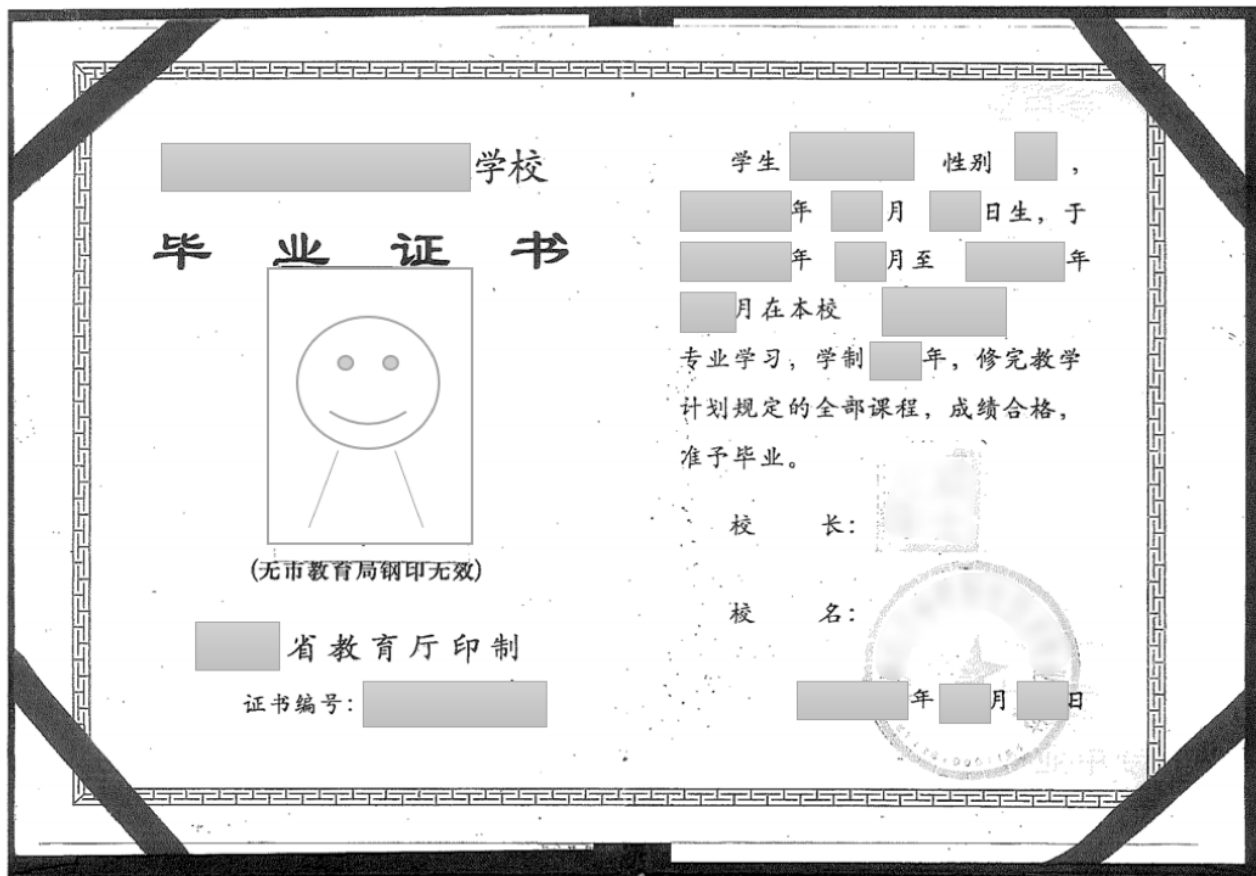 学校
毕业证书
(无市教育局钢印无效)
省教育厅印制
证书编号：
学生 性别 ，
年 月 日生，于
年 月至 年
月在本校
专业学习，学制 年，修完教学
计划规定的全部课程，成绩合格，
准予毕业。
校 长：
校 名：
年 月 日